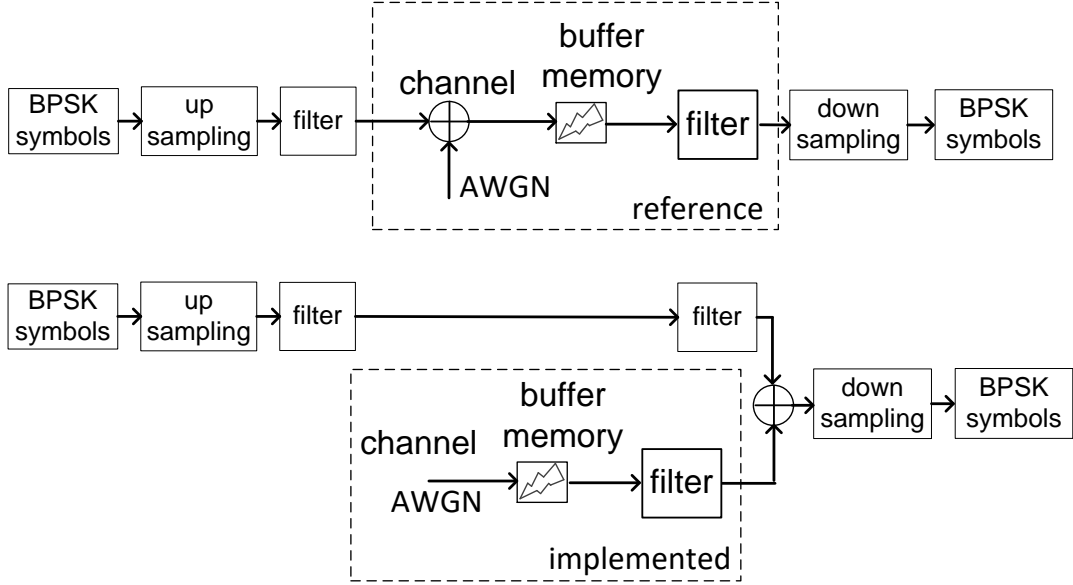 buffer
memory
channel
BPSK
symbols
up
sampling
filter
filter
down
sampling
BPSK
symbols
AWGN
reference
BPSK
symbols
up
sampling
filter
filter
buffer
memory
down
sampling
BPSK
symbols
channel
AWGN
filter
implemented